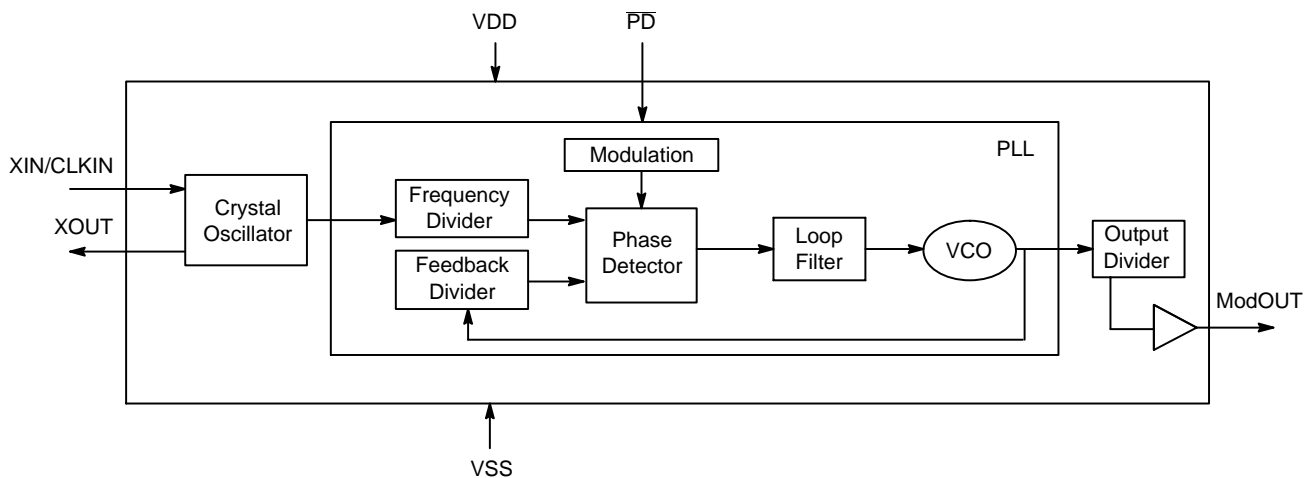 VDD
PD
Modulation
PLL
XIN/CLKIN
XOUT
Crystal
Oscillator
Frequency
Divider
Feedback
Divider
Phase
Detector
Loop
Filter
VCO
Output
Divider
ModOUT
VSS